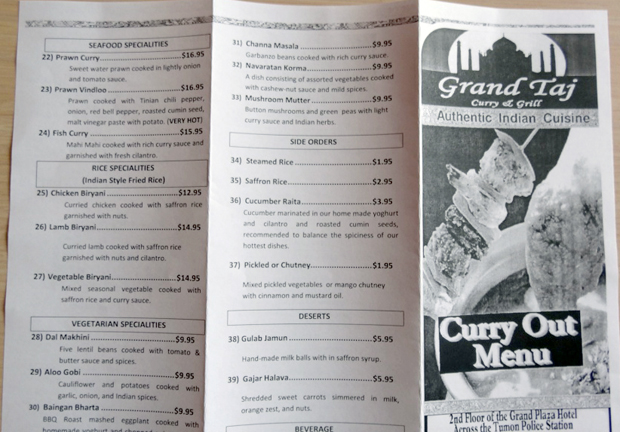 SEAFOOD SPECIALITIES
22) Prawn Curry..............................$16.95
Sweet water prawn cooked in lightly onion
and tomato sauce.
23) Prawn Vindloo..........................$16.95
Prawn cooked with Tinian chili pepper,
onion, red bell pepper, roasted cumin seed,
malt vinegar paste with potato. (VERY HOT)
24) Fish Curry................................$15.95
Mahi Mahi cooked with rich curry sauce and
garnished with fresh cilantro.
RICE SPECIALITIES
(Indian Style Fried Rice)
25) Chicken Biryani........................$12.95
Curried chicken cooked with saffron rice
garnished with nuts.
26) Lamb Biryani............................$14.95
Curried lamb cooked with saffron rice
garnished with nuts and cilantro.
27) Vegetable Biryani.....................$14.95
Mixed seasonal vegetable cooked with
saffron rice and curry sauce.
VEGETARIAN SPECIALITIES
28) Dal Makhini.............................$9.95
Five lentil beans cooked with tomato &
butter sauce and spices.
29) Aloo Gobi................................$9.95
Cauliflower and potatoes cooked with
garlic, onion, and Indian spices.
30) Baingan Bharta.......................$9.95
BBQ Roast mashed eggplant cooked with
homemade yoghurt and
31) Channa Masala.......................$9.95
Garbanzo beans cooked with rich curry sauce.
32) Navaratan Korma....................$9.95
A dish consisting of assorted vegetables cooked
with cashew nut sauce and mild spices.
33) Mushroom Mutter...................$9.95
Button mushrooms and green peas with light
curry sauce and Indian herbs.
SIDE ORDERS
34) Steamed Rice..........................$1.95
35) Saffron Rice............................$2.95
36) Cucumber Raita.......................$3.95
Cucumber marinated in our home made yoghurt
and cilantro and roasted cumin seeds,
recommended to balance the spiciness of our
hottest dishes.
37) Pickled or Chutney...................$1.95
Mixed pickled vegetables or mango chutney
with cinnamon and mustard oil.
DESERTS
38) Gulab Jamun...........................$5.95
Hand-made milk balls with in saffron syrup.
39) Gajar Halava...........................$5.95
Shredded sweet carrots simmered in milk,
orange zest, and nuts.
BEVERAGE
Grand Taj
Curry & Grill
Authentic Indian Cuisine
Curry Out
Menu
2nd Floor of the Grand Plaza Hotel
Across the Tumon Police Station